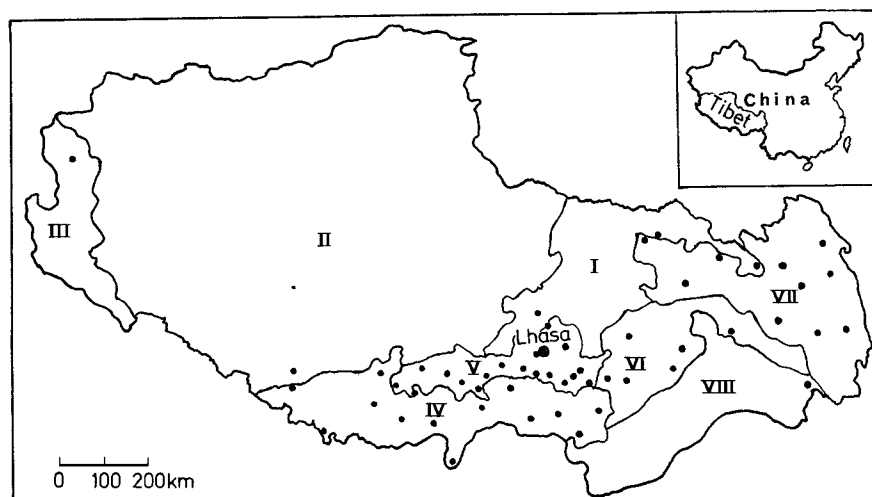 China
Tibet
III
II
I
VII
Lhasa
V
VI
VIII
IV
0 100 200km